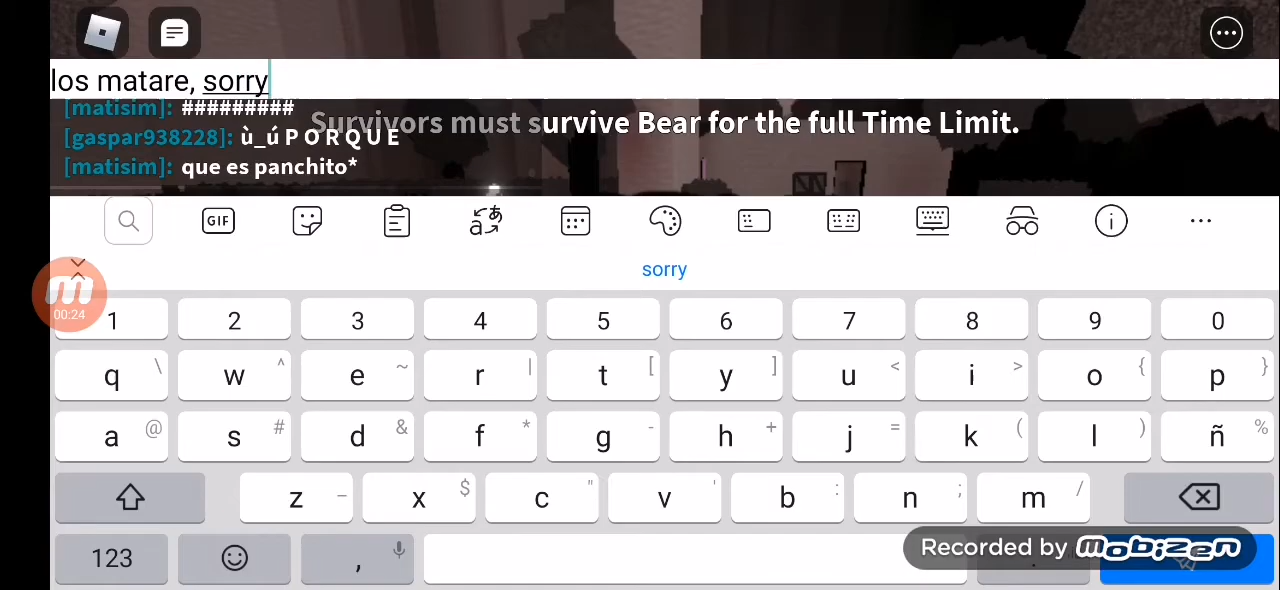 los matare, sorry
[matisim]: #########
Survivors must survive Bear for the full Time Limit.
[gaspar938228]: ù_ú P O R Q U E
[matisim]: que es panchito*
GIF
sorry
m
00:24
1 2 3 4 5 6 7 8 9 0
q \ w ^ e ~ r | t [ y ] u < i > o { p }
a @ s # d & f * g - h + j = k ( l ) ñ %
z _ x $ c " v ' b : n ; m /
123 , .
Recorded by mobizen